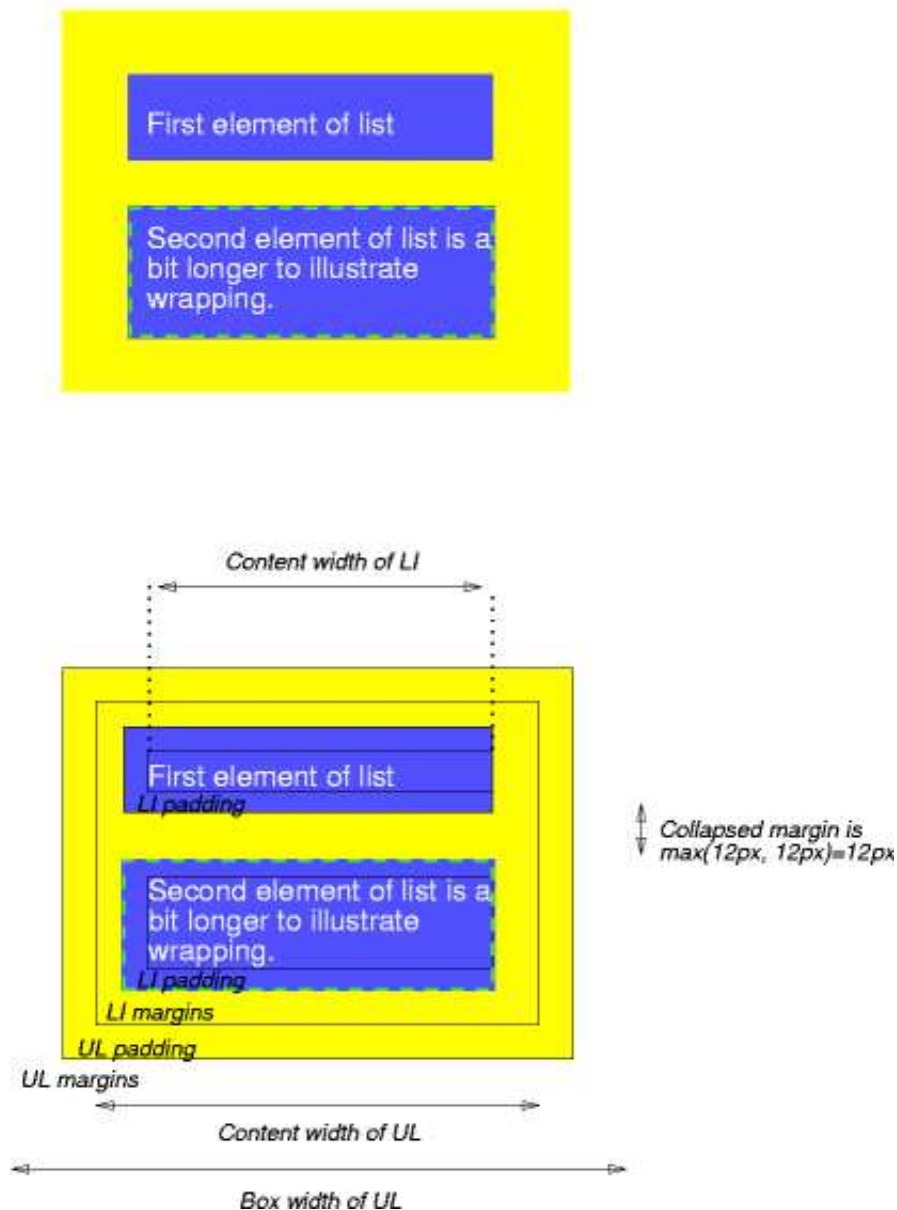 First element of list
Second element of list is a
bit longer to illustrate
wrapping.
Content width of LI
First element of list
LI padding
Collapsed margin is
max(12px, 12px)=12px
Second element of list is a
bit longer to illustrate
wrapping.
LI padding
LI margins
UL padding
UL margins
Content width of UL
Box width of UL